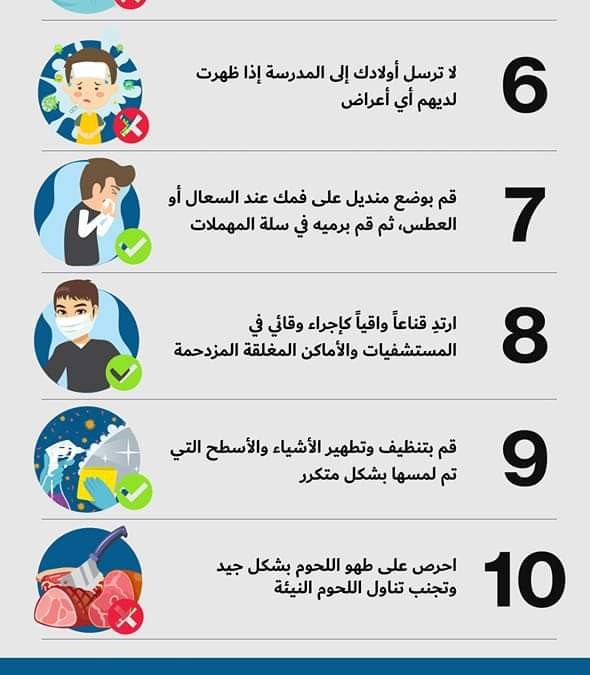 6
لا ترسل أولادك إلى المدرسة إذا ظهرت
لديهم أي أعراض
7
قم بوضع منديل على فمك عند السعال أو
العطس، ثم قم برميه في سلة المهملات
8
ارتدِ قناعاً واقياً كإجراء وقائي في
المستشفيات والأماكن المغلقة المزدحمة
9
قم بتنظيف وتطهير الأشياء والأسطح التي
تم لمسها بشكل متكرر
10
احرص على طهو اللحوم بشكل جيد
وتجنب تناول اللحوم النيئة